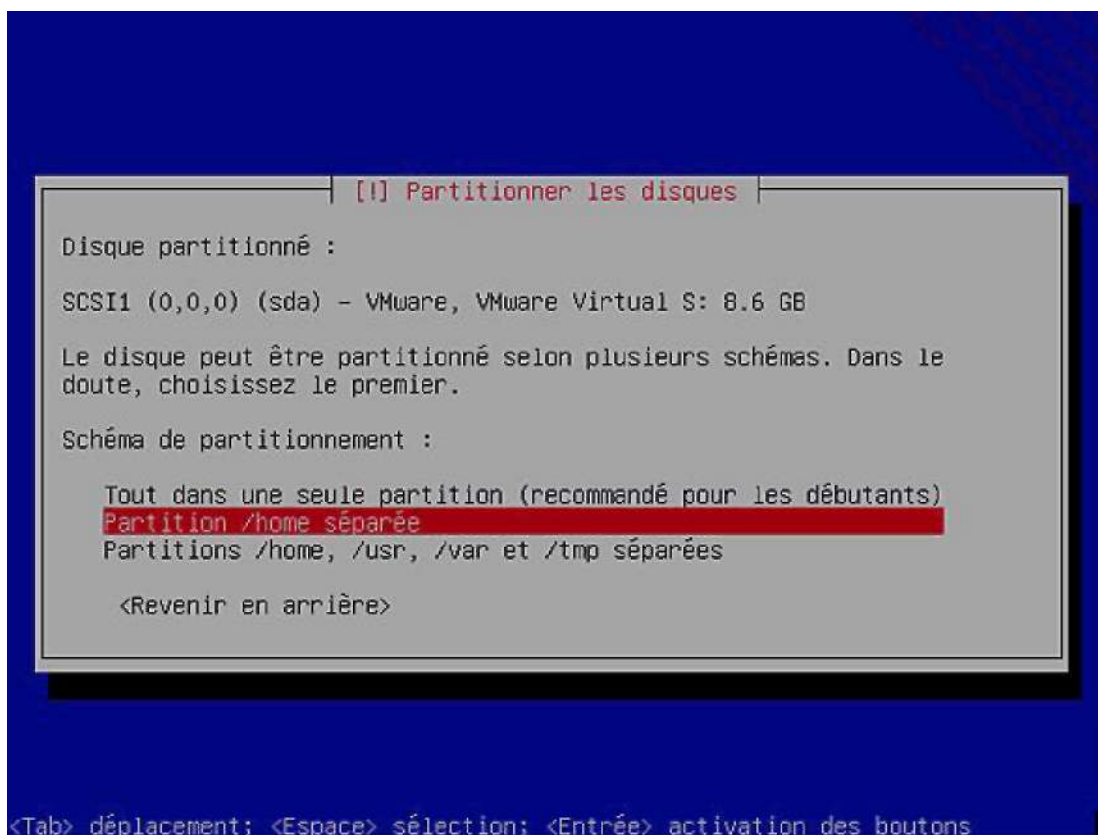 [!] Partitionner les disques
Disque partitionné :
SCSI1 (0,0,0) (sda) – VMware, VMware Virtual S: 8.6 GB
Le disque peut être partitionné selon plusieurs schémas. Dans le
doute, choisissez le premier.
Schéma de partitionnement :
Tout dans une seule partition (recommandé pour les débutants)
Partition /home séparée
Partitions /home, /usr, /var et /tmp séparées
<Revenir en arrière>
<Tab> déplacement; <Espace> sélection; <Entrée> activation des boutons